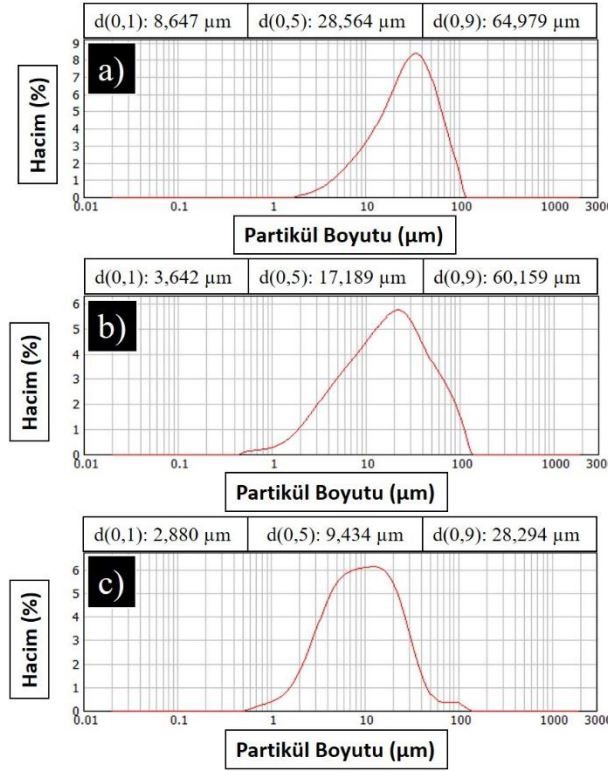 d(0,1): 8,647 µm d(0,5): 28,564 µm d(0,9): 64,979 µm
a)
Hacim (%)
9
8
7
6
5
4
3
2
1
0
0.01 0.1 1 10 100 1000 3000
Partikül Boyutu (µm)
d(0,1): 3,642 µm d(0,5): 17,189 µm d(0,9): 60,159 µm
b)
Hacim (%)
6
5
4
3
2
1
0
0.01 0.1 1 10 100 1000 300
Partikül Boyutu (µm)
d(0,1): 2,880 µm d(0,5): 9,434 µm d(0,9): 28,294 µm
c)
Hacim (%)
6
5
4
3
2
1
0
0.01 0.1 1 10 100 1000 300
Partikül Boyutu (µm)